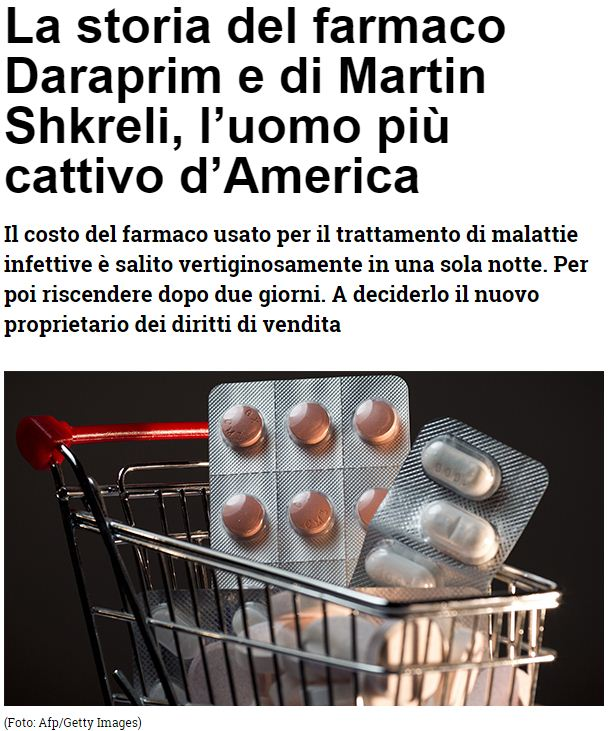 La storia del farmaco
Daraprim e di Martin
Shkreli, l’uomo più
cattivo d’America
Il costo del farmaco usato per il trattamento di malattie
infettive è salito vertiginosamente in una sola notte. Per
poi riscendere dopo due giorni. A deciderlo il nuovo
proprietario dei diritti di vendita
(Foto: Afp/Getty Images)